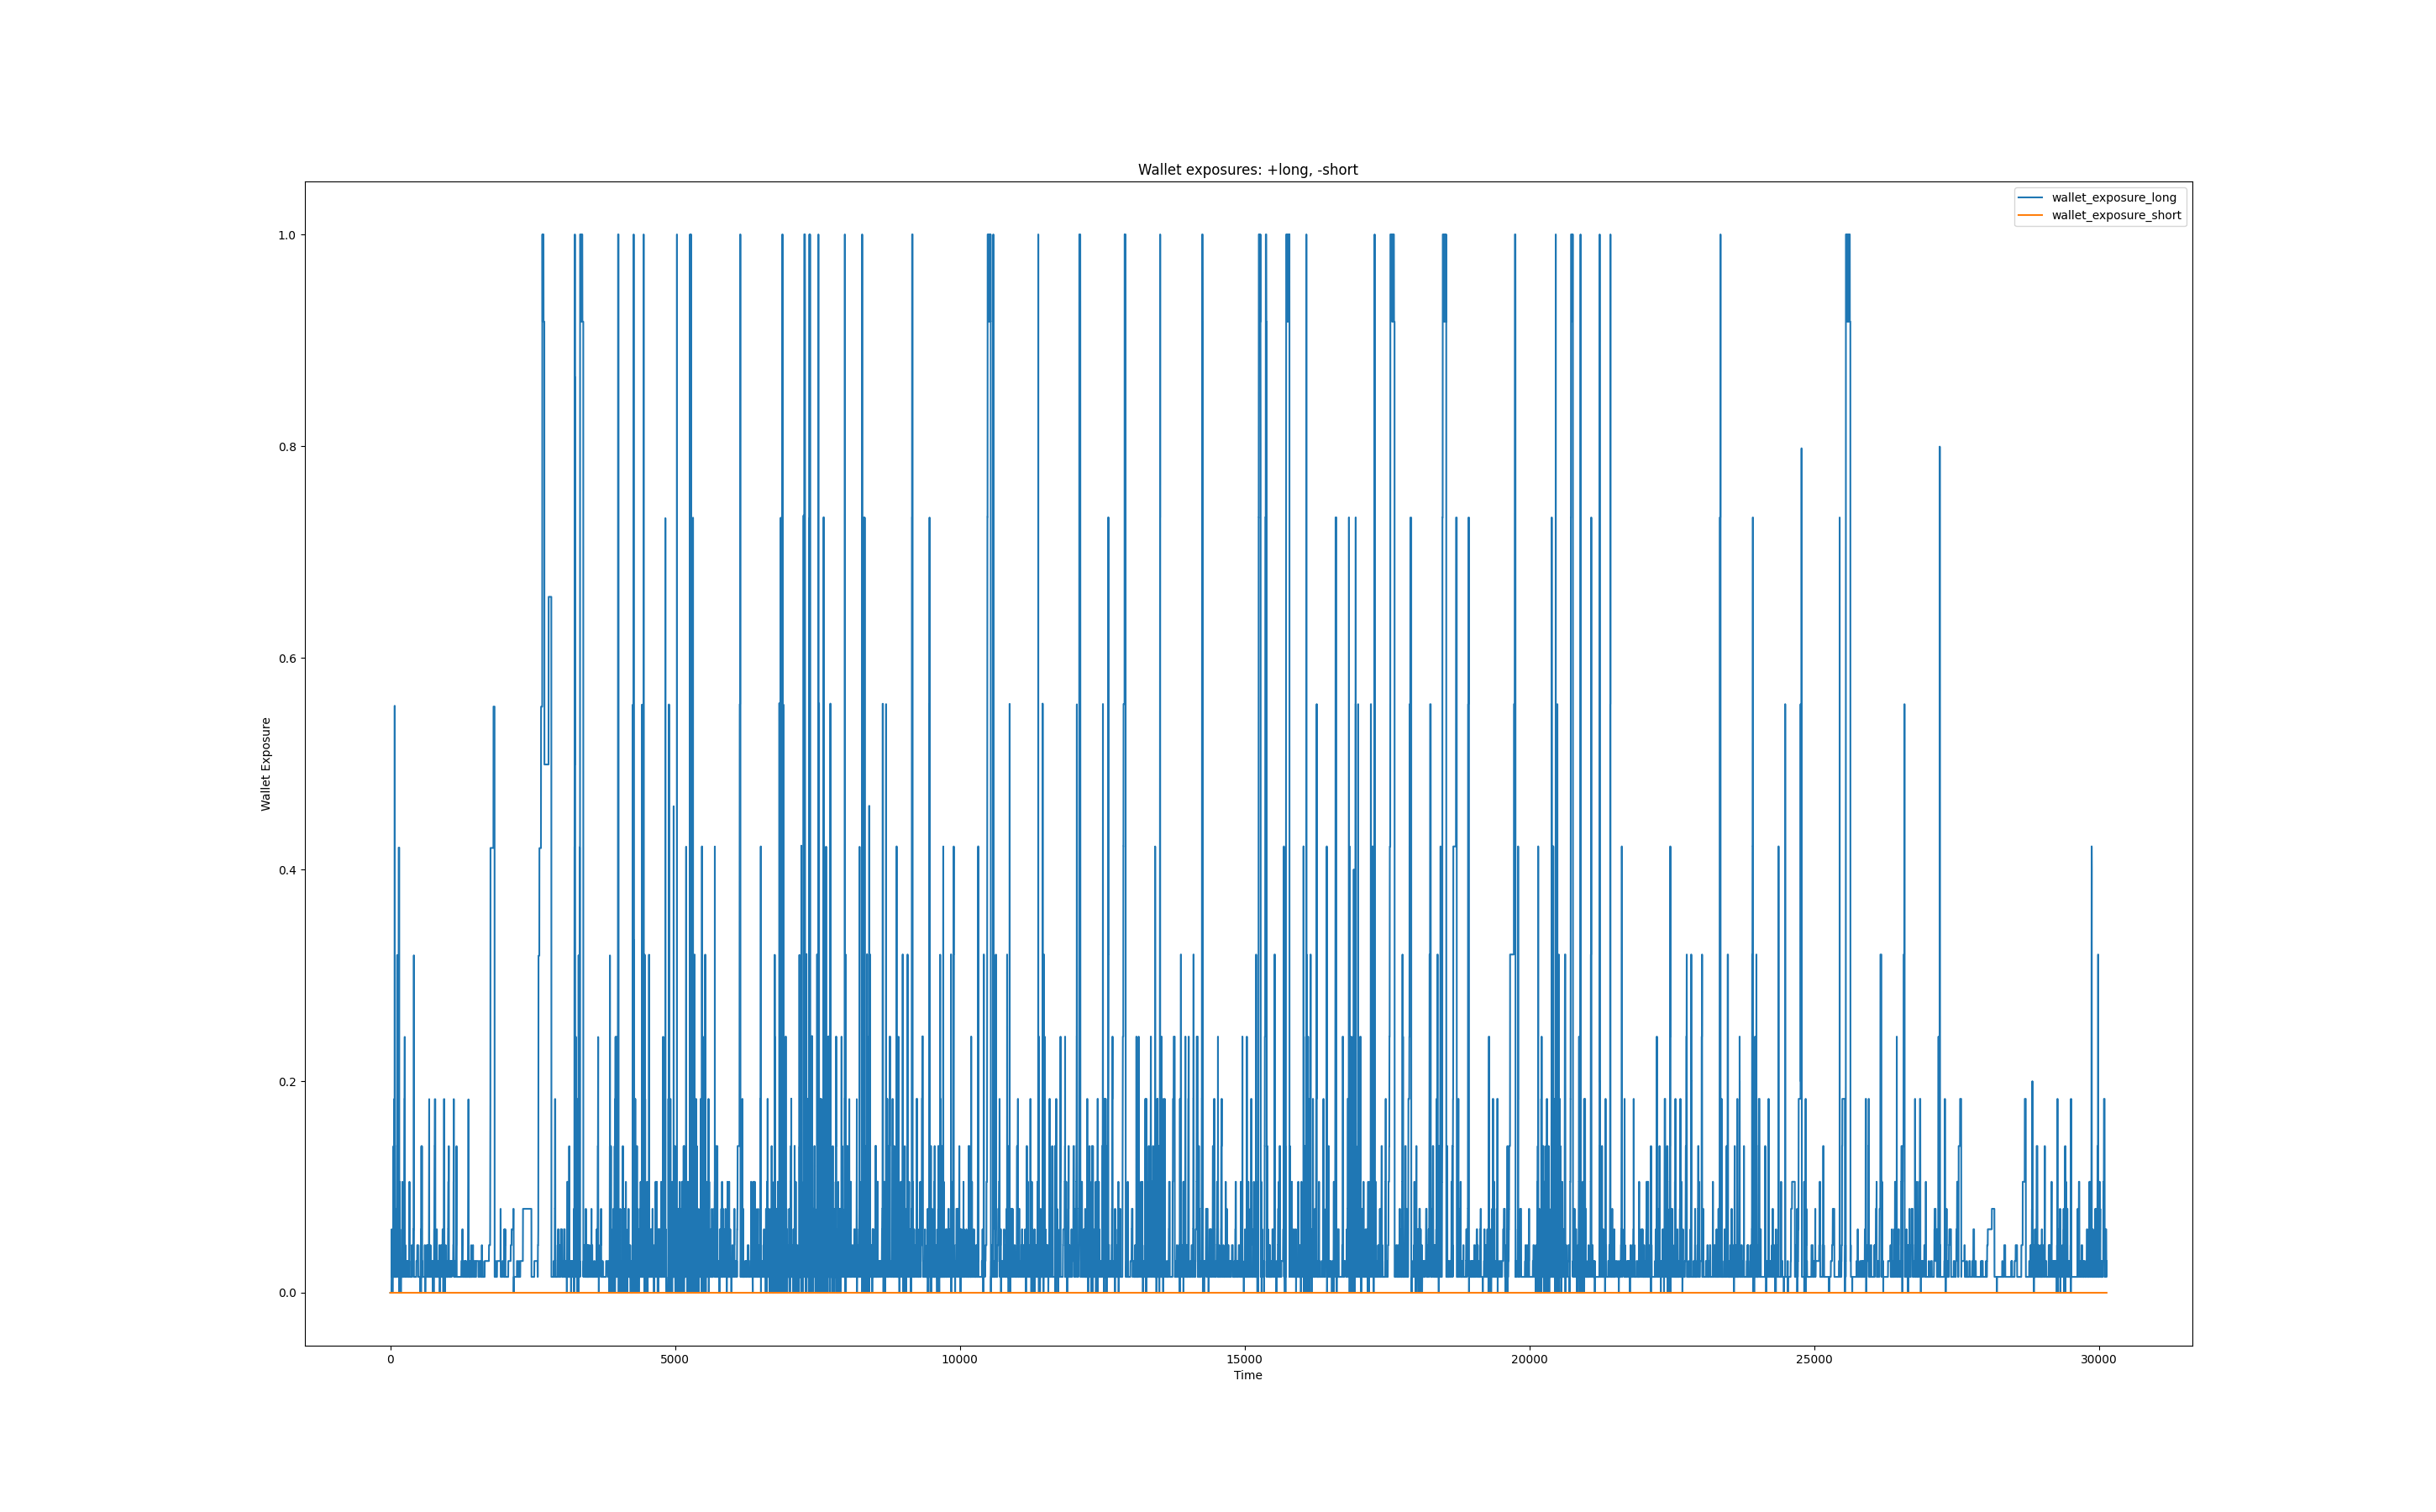 Wallet exposures: +long, -short
wallet_exposure_long
wallet_exposure_short
1.0
0.8
0.6
0.4
0.2
0.0
Wallet Exposure
0 5000 10000 15000 20000 25000 30000
Time